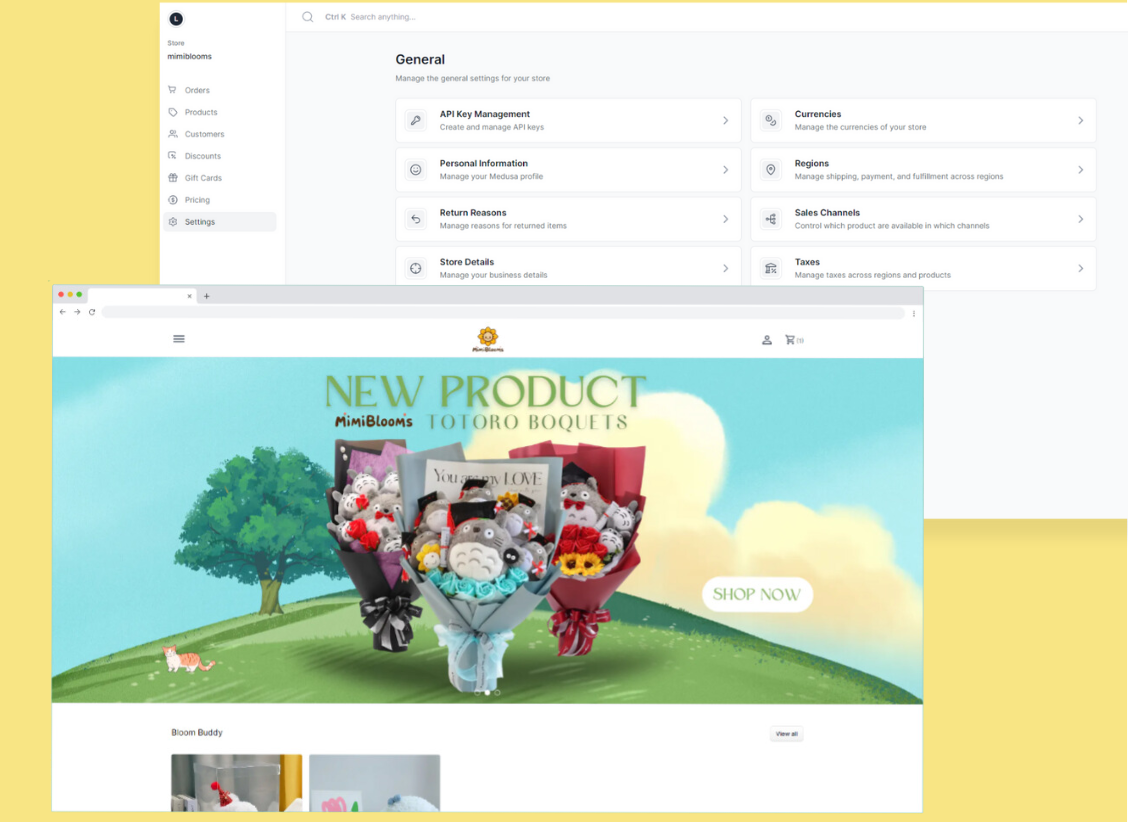 L
Ctrl K Search anything...
Store
mimiblooms
Orders
Products
Customers
Discounts
Gift Cards
Pricing
Settings
General
Manage the general settings for your store
API Key Management
Create and manage API keys
Currencies
Manage the currencies of your store
Personal Information
Manage your Medusa profile
Regions
Manage shipping, payment, and fulfillment across regions
Return Reasons
Manage reasons for returned items
Sales Channels
Control which product are available in which channels
Store Details
Manage your business details
Taxes
Manage taxes across regions and products
MimiBlooms
(1)
NEW PRODUCT
MimiBlooms TOTORO BOQUETS
You are my LOVE
SHOP NOW
Bloom Buddy
View all